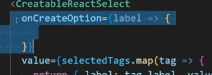 <CreatableReactSelect
onCreateOption={label => {
}}
value={selectedTags.map(tag => {
return { label: tag.label, value